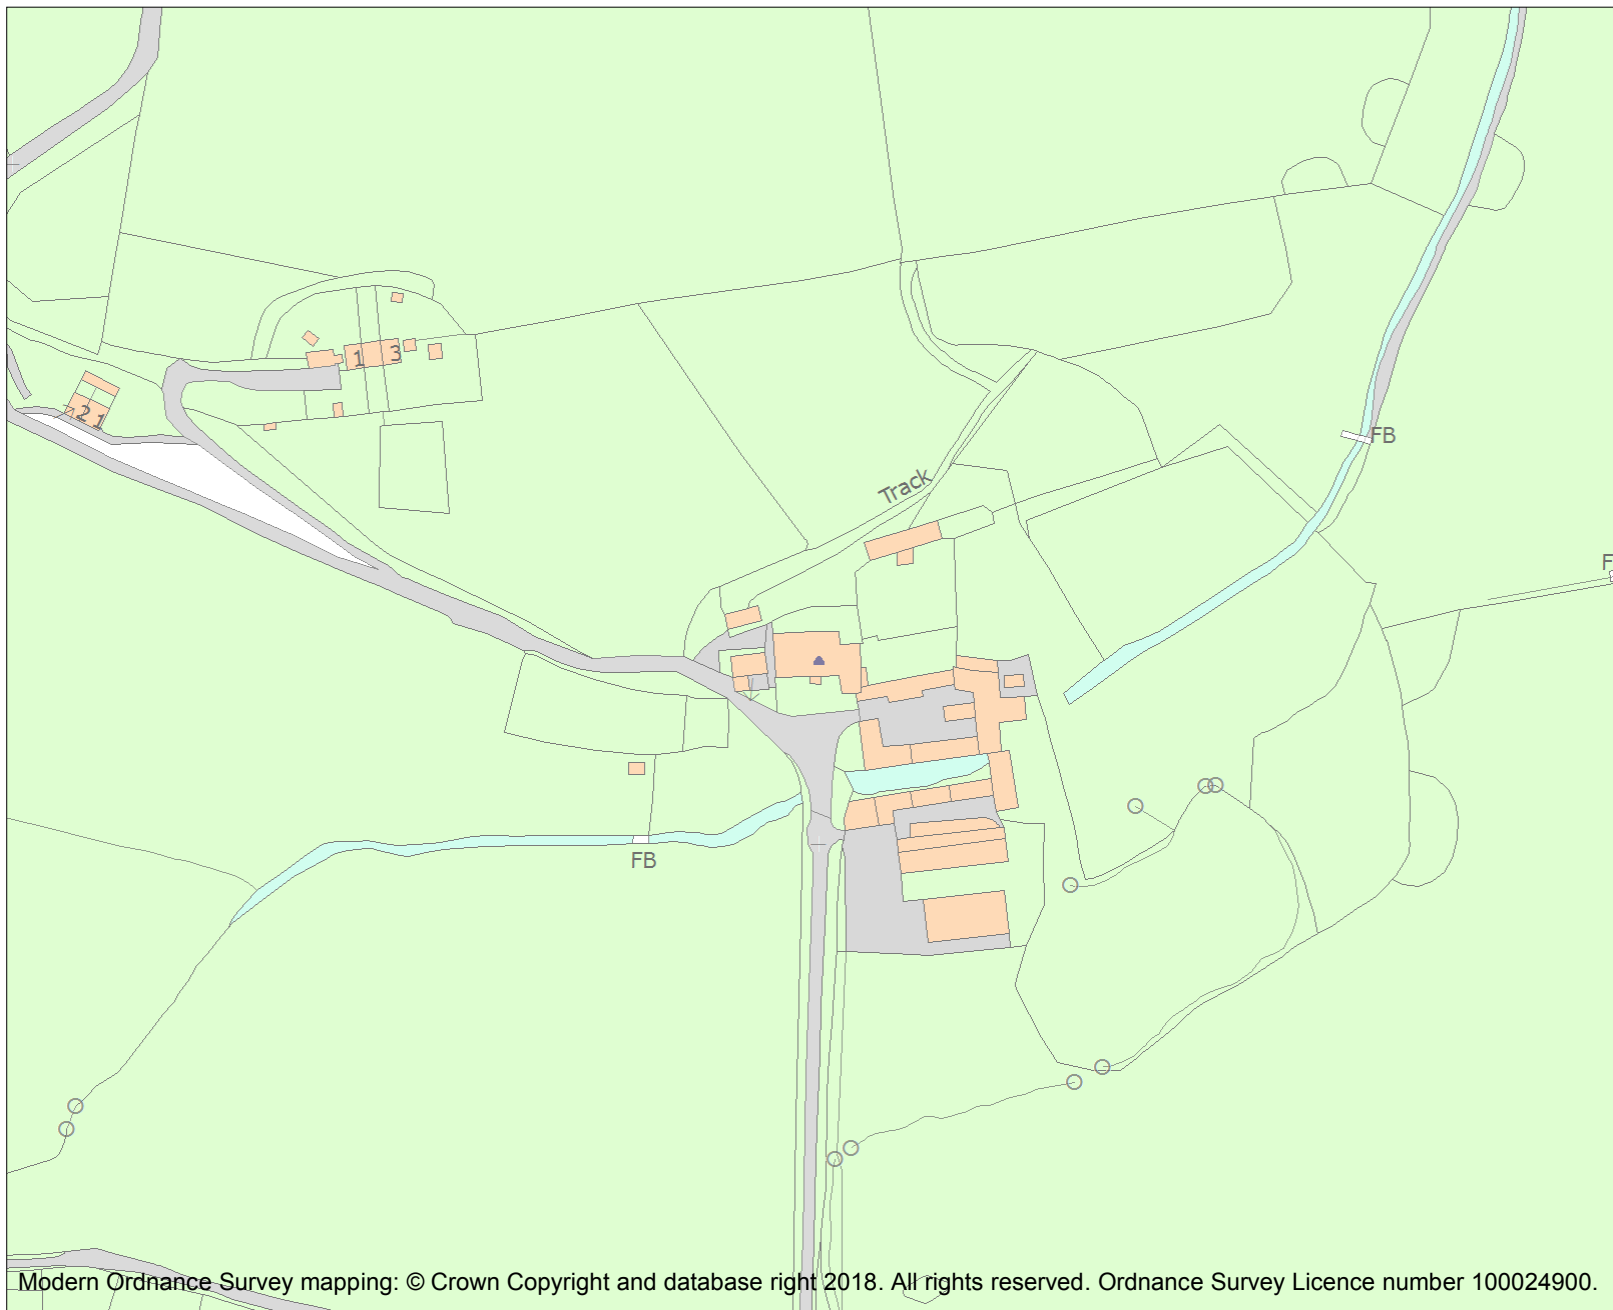 1 3
2 1
FB
Track
F
FB
Modern Ordnance Survey mapping: © Crown Copyright and database right 2018. All rights reserved. Ordnance Survey Licence number 100024900.